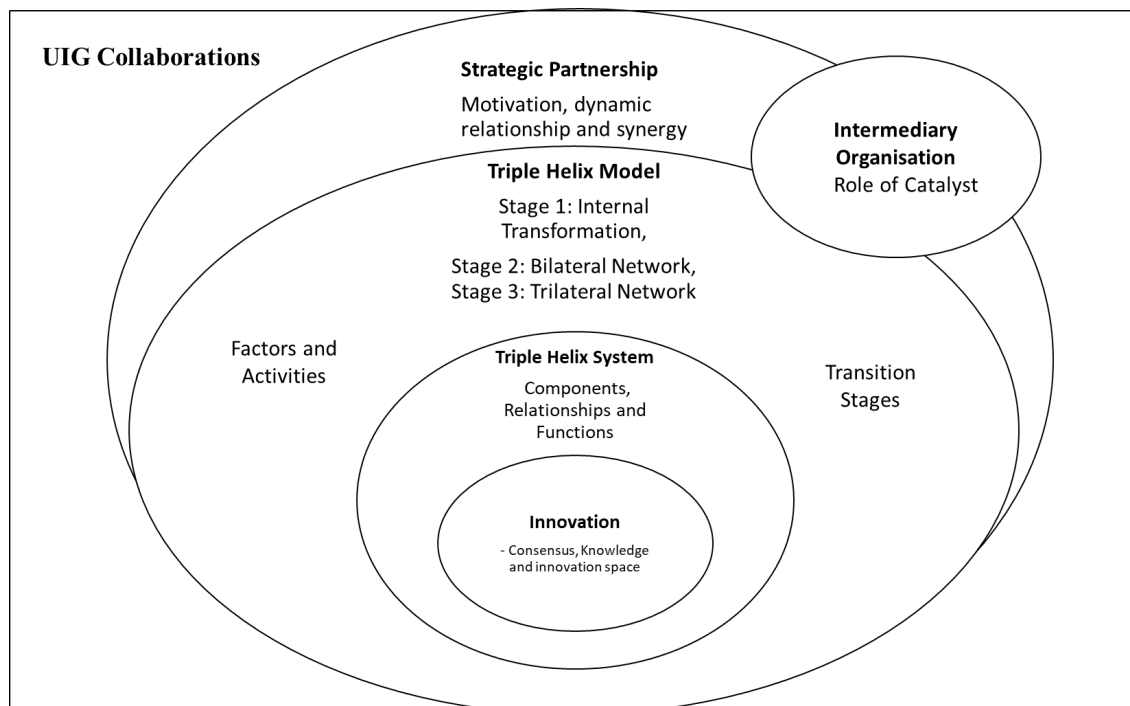 UIG Collaborations
Strategic Partnership
Motivation, dynamic
relationship and synergy
Intermediary
Organisation
Role of Catalyst
Triple Helix Model
Stage 1: Internal
Transformation,
Stage 2: Bilateral Network,
Stage 3: Trilateral Network
Factors and
Activities
Transition
Stages
Triple Helix System
Components,
Relationships and
Functions
Innovation
- Consensus, Knowledge
and innovation space